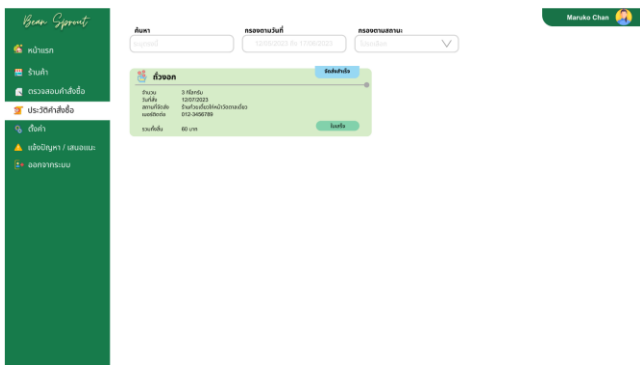 Bean Sprout
หน้าแรก
ร้านค้า
ตรวจสอบคำสั่งซื้อ
ประวัติคำสั่งซื้อ
ตั้งค่า
แจ้งปัญหา / เสนอแนะ
ออกจากระบบ
Maruko Chan
ค้นหา
กรองตามวันที่
กรองตามสถานะ
12/06/2023 ถึง 11/08/2023
ถั่วงอก
จัดส่งสำเร็จ
จำนวน 3 กิโลกรัม
วันที่สั่ง 12/07/2023
สถานที่จัดส่ง
เบอร์ติดต่อ 012-3456789
รวมทั้งสิ้น 60 บาท
ใบเสร็จ